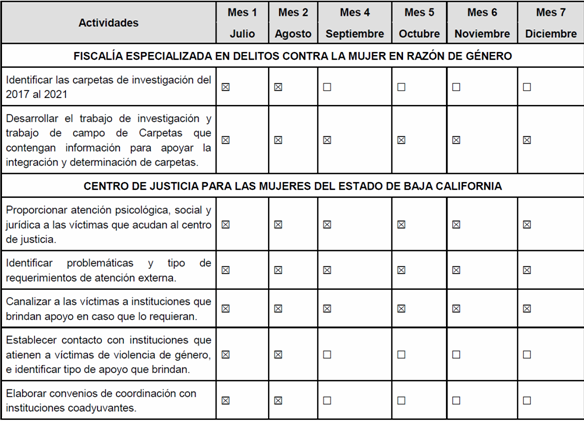 Actividades Mes 1 Mes 2 Mes 4 Mes 5 Mes 6 Mes 7
Julio Agosto Septiembre Octubre Noviembre Diciembre
FISCALÍA ESPECIALIZADA EN DELITOS CONTRA LA MUJER EN RAZÓN DE GÉNERO
Identificar las carpetas de investigación del
2017 al 2021 ☒ ☒ ☐ ☐ ☐ ☐
Desarrollar el trabajo de investigación y
trabajo de campo de Carpetas que
contengan información para apoyar la
integración y determinación de carpetas. ☒ ☒ ☒ ☒ ☒ ☒
CENTRO DE JUSTICIA PARA LAS MUJERES DEL ESTADO DE BAJA CALIFORNIA
Proporcionar atención psicológica, social y
jurídica a las víctimas que acudan al centro
de justicia. ☒ ☒ ☒ ☒ ☒ ☒
Identificar problemáticas y tipo de
requerimientos de atención externa. ☒ ☒ ☒ ☒ ☒ ☒
Canalizar a las víctimas a instituciones que
brindan apoyo en caso que lo requieran. ☒ ☒ ☒ ☒ ☒ ☒
Establecer contacto con instituciones que
atienen a víctimas de violencia de género,
e identificar tipo de apoyo que brindan. ☒ ☒ ☐ ☐ ☐ ☐
Elaborar convenios de coordinación con
instituciones coadyuvantes. ☒ ☒ ☐ ☐ ☐ ☐